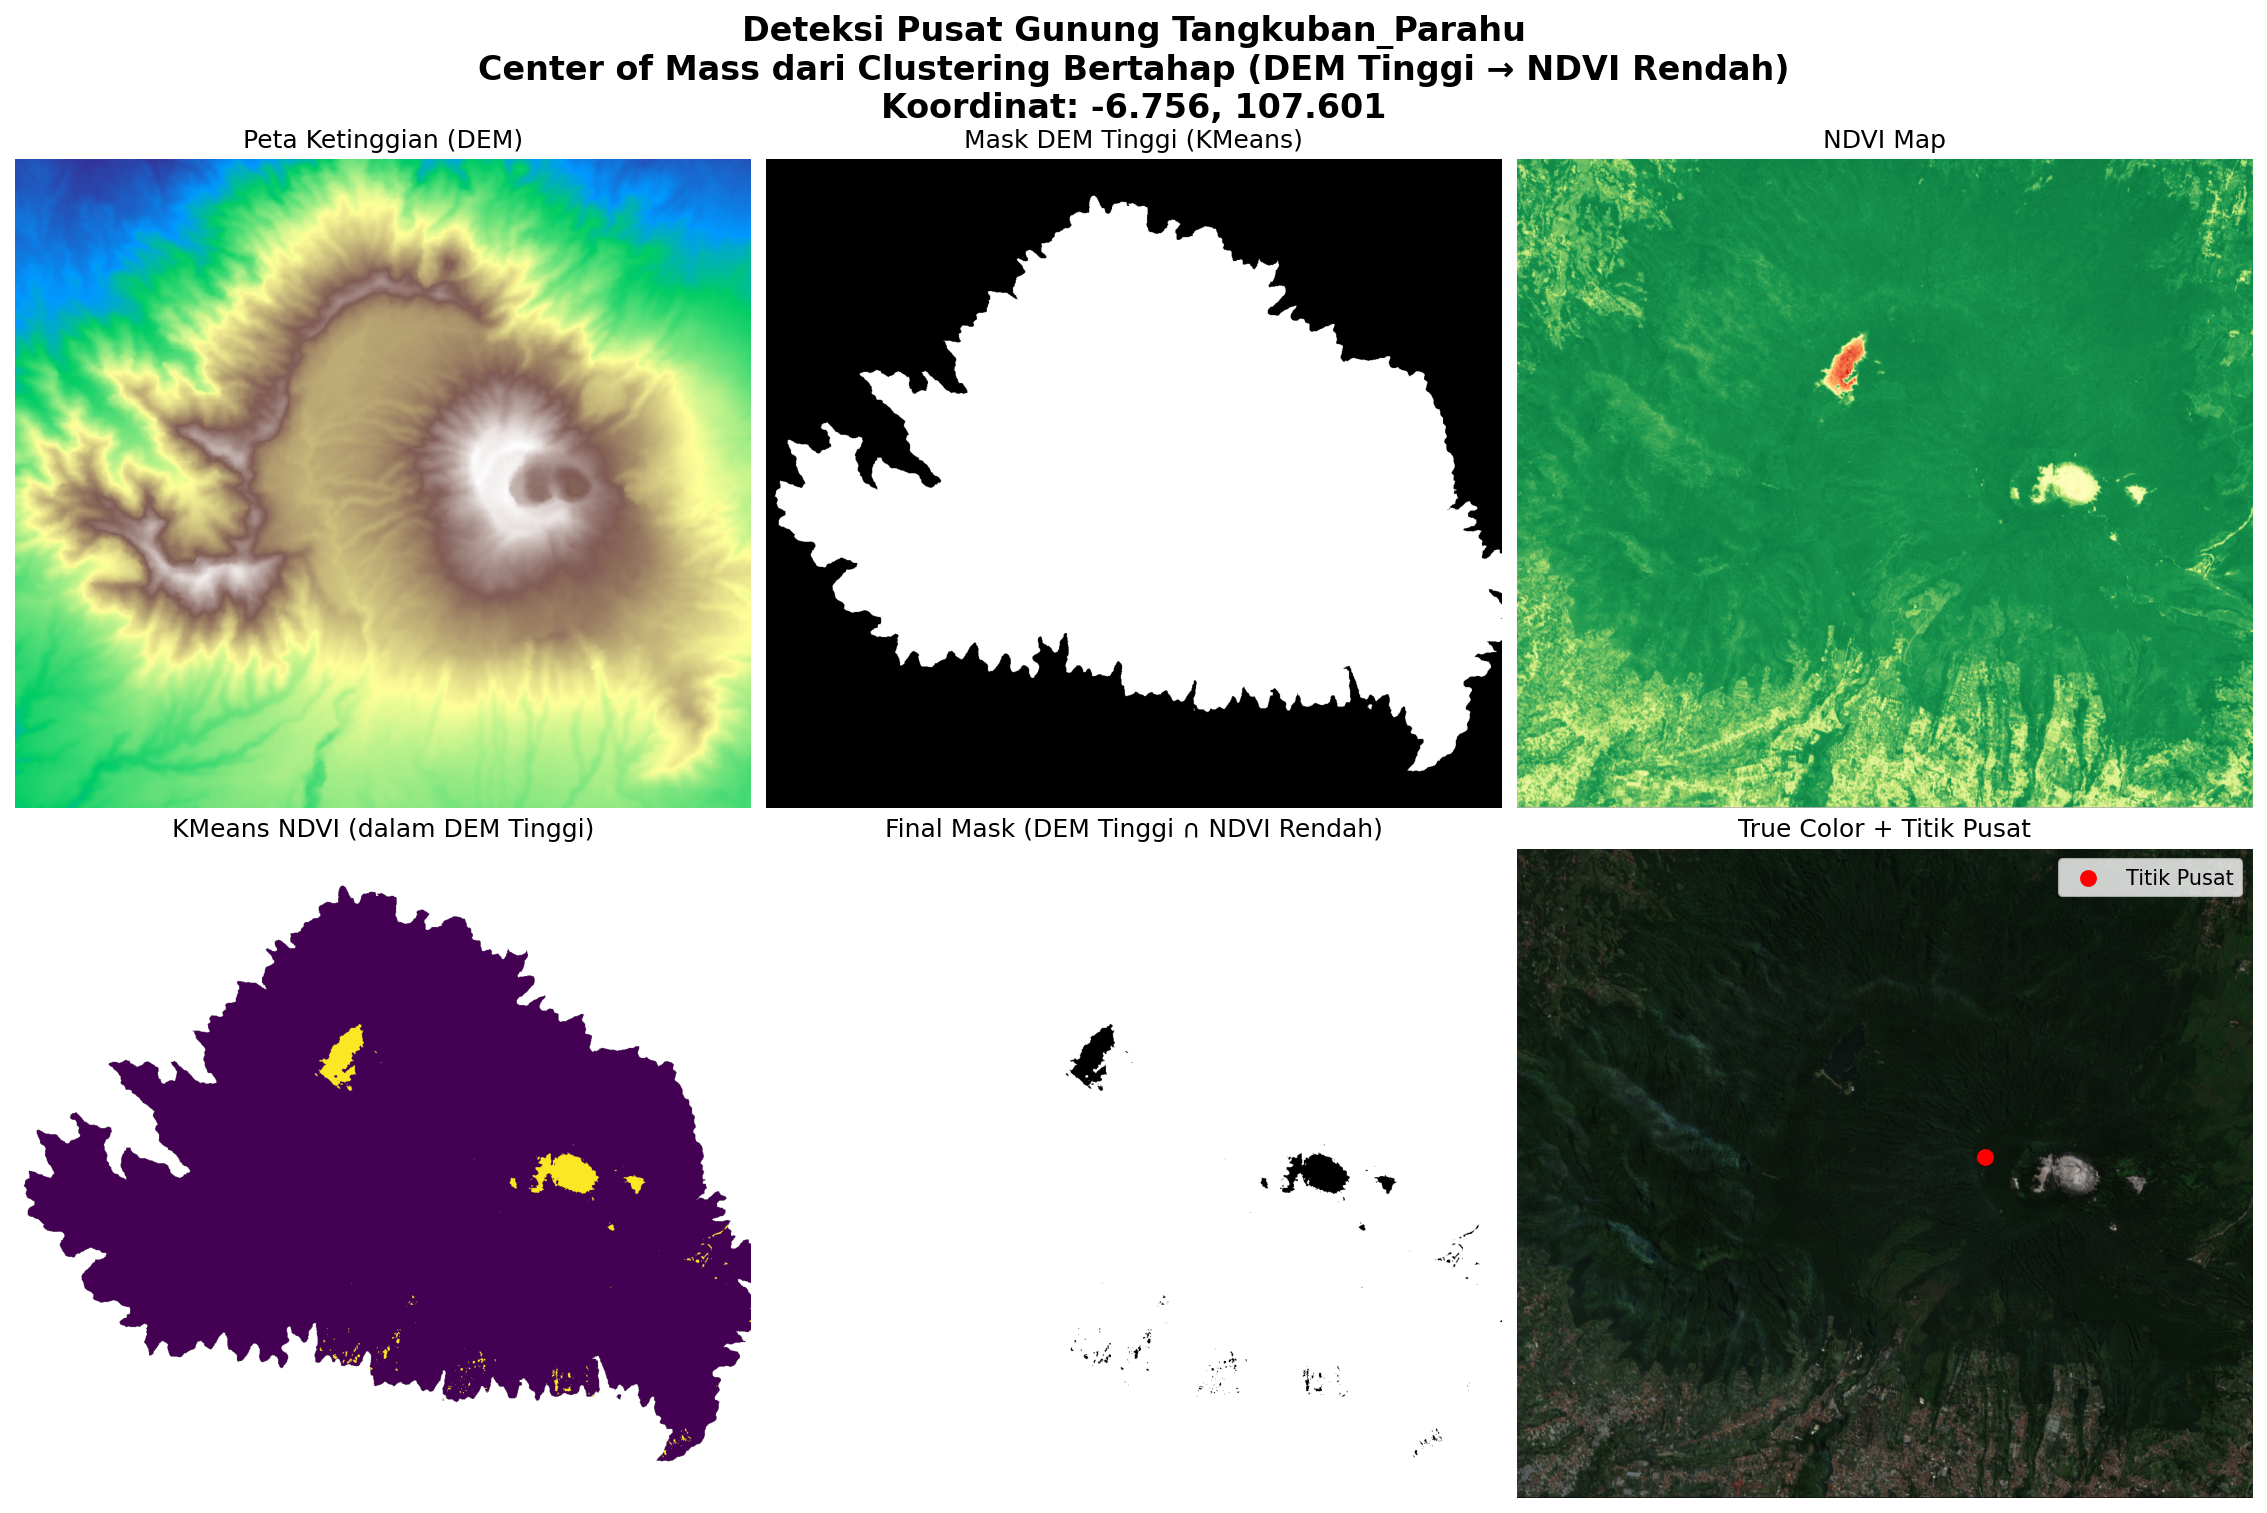 Deteksi Pusat Gunung Tangkuban_Parahu
Center of Mass dari Clustering Bertahap (DEM Tinggi → NDVI Rendah)
Koordinat: -6.756, 107.601
Peta Ketinggian (DEM)
Mask DEM Tinggi (KMeans)
NDVI Map
KMeans NDVI (dalam DEM Tinggi)
Final Mask (DEM Tinggi ∩ NDVI Rendah)
True Color + Titik Pusat
Titik Pusat